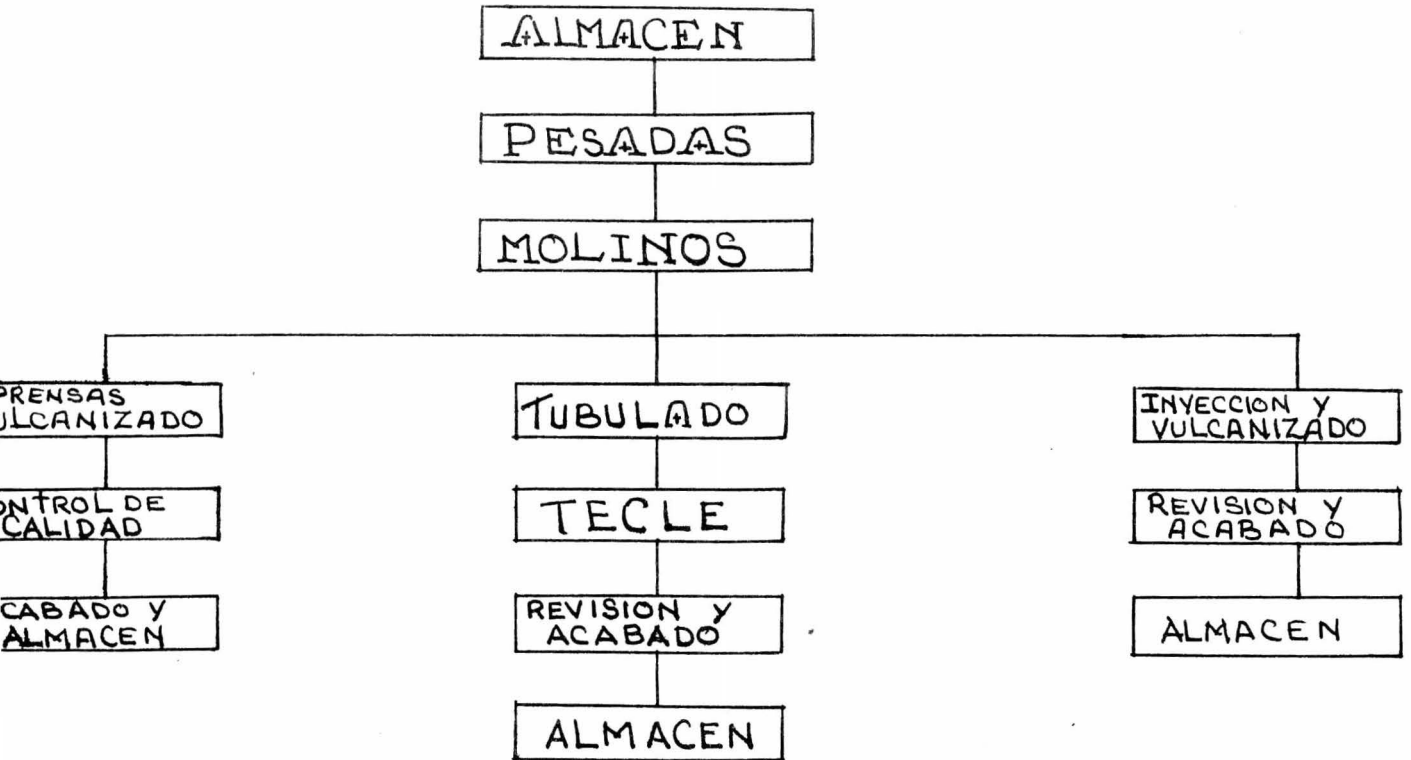 ALMACEN
PESADAS
MOLINOS
PRENSAS
ULCANIZADO
TUBULADO
INYECCION Y
VULCANIZADO
ONTROL DE
CALIDAD
TECLE
REVISION Y
ACABADO
CABADO Y
ALMACEN
REVISION Y
ACABADO
ALMACEN
ALMACEN